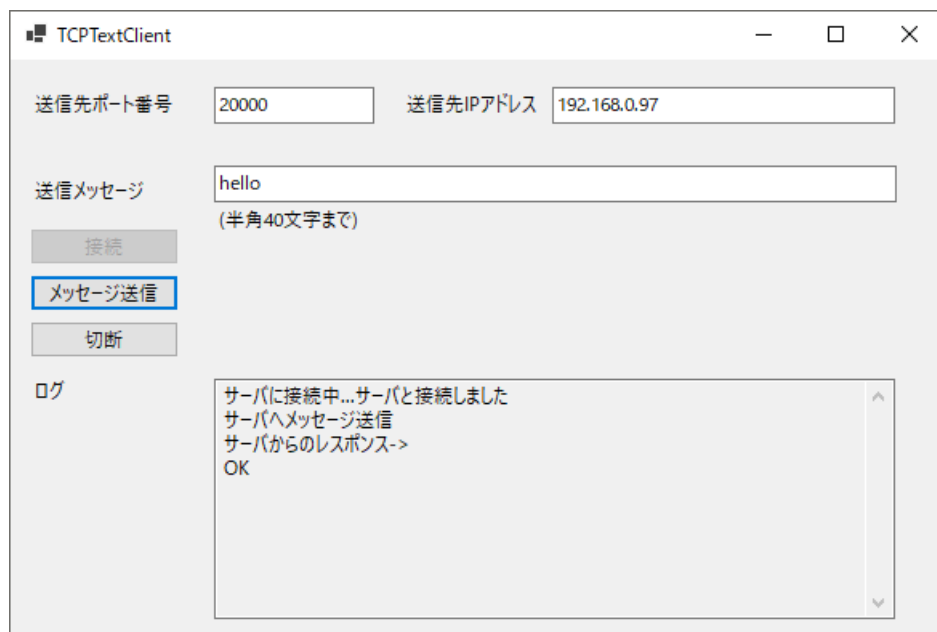 TCPTextClient
送信先ポート番号 20000 送信先IPアドレス 192.168.0.97
送信メッセージ hello
(半角40文字まで)
接続
メッセージ送信
切断
ログ
サーバに接続中...サーバと接続しました
サーバへメッセージ送信
サーバからのレスポンス->
OK